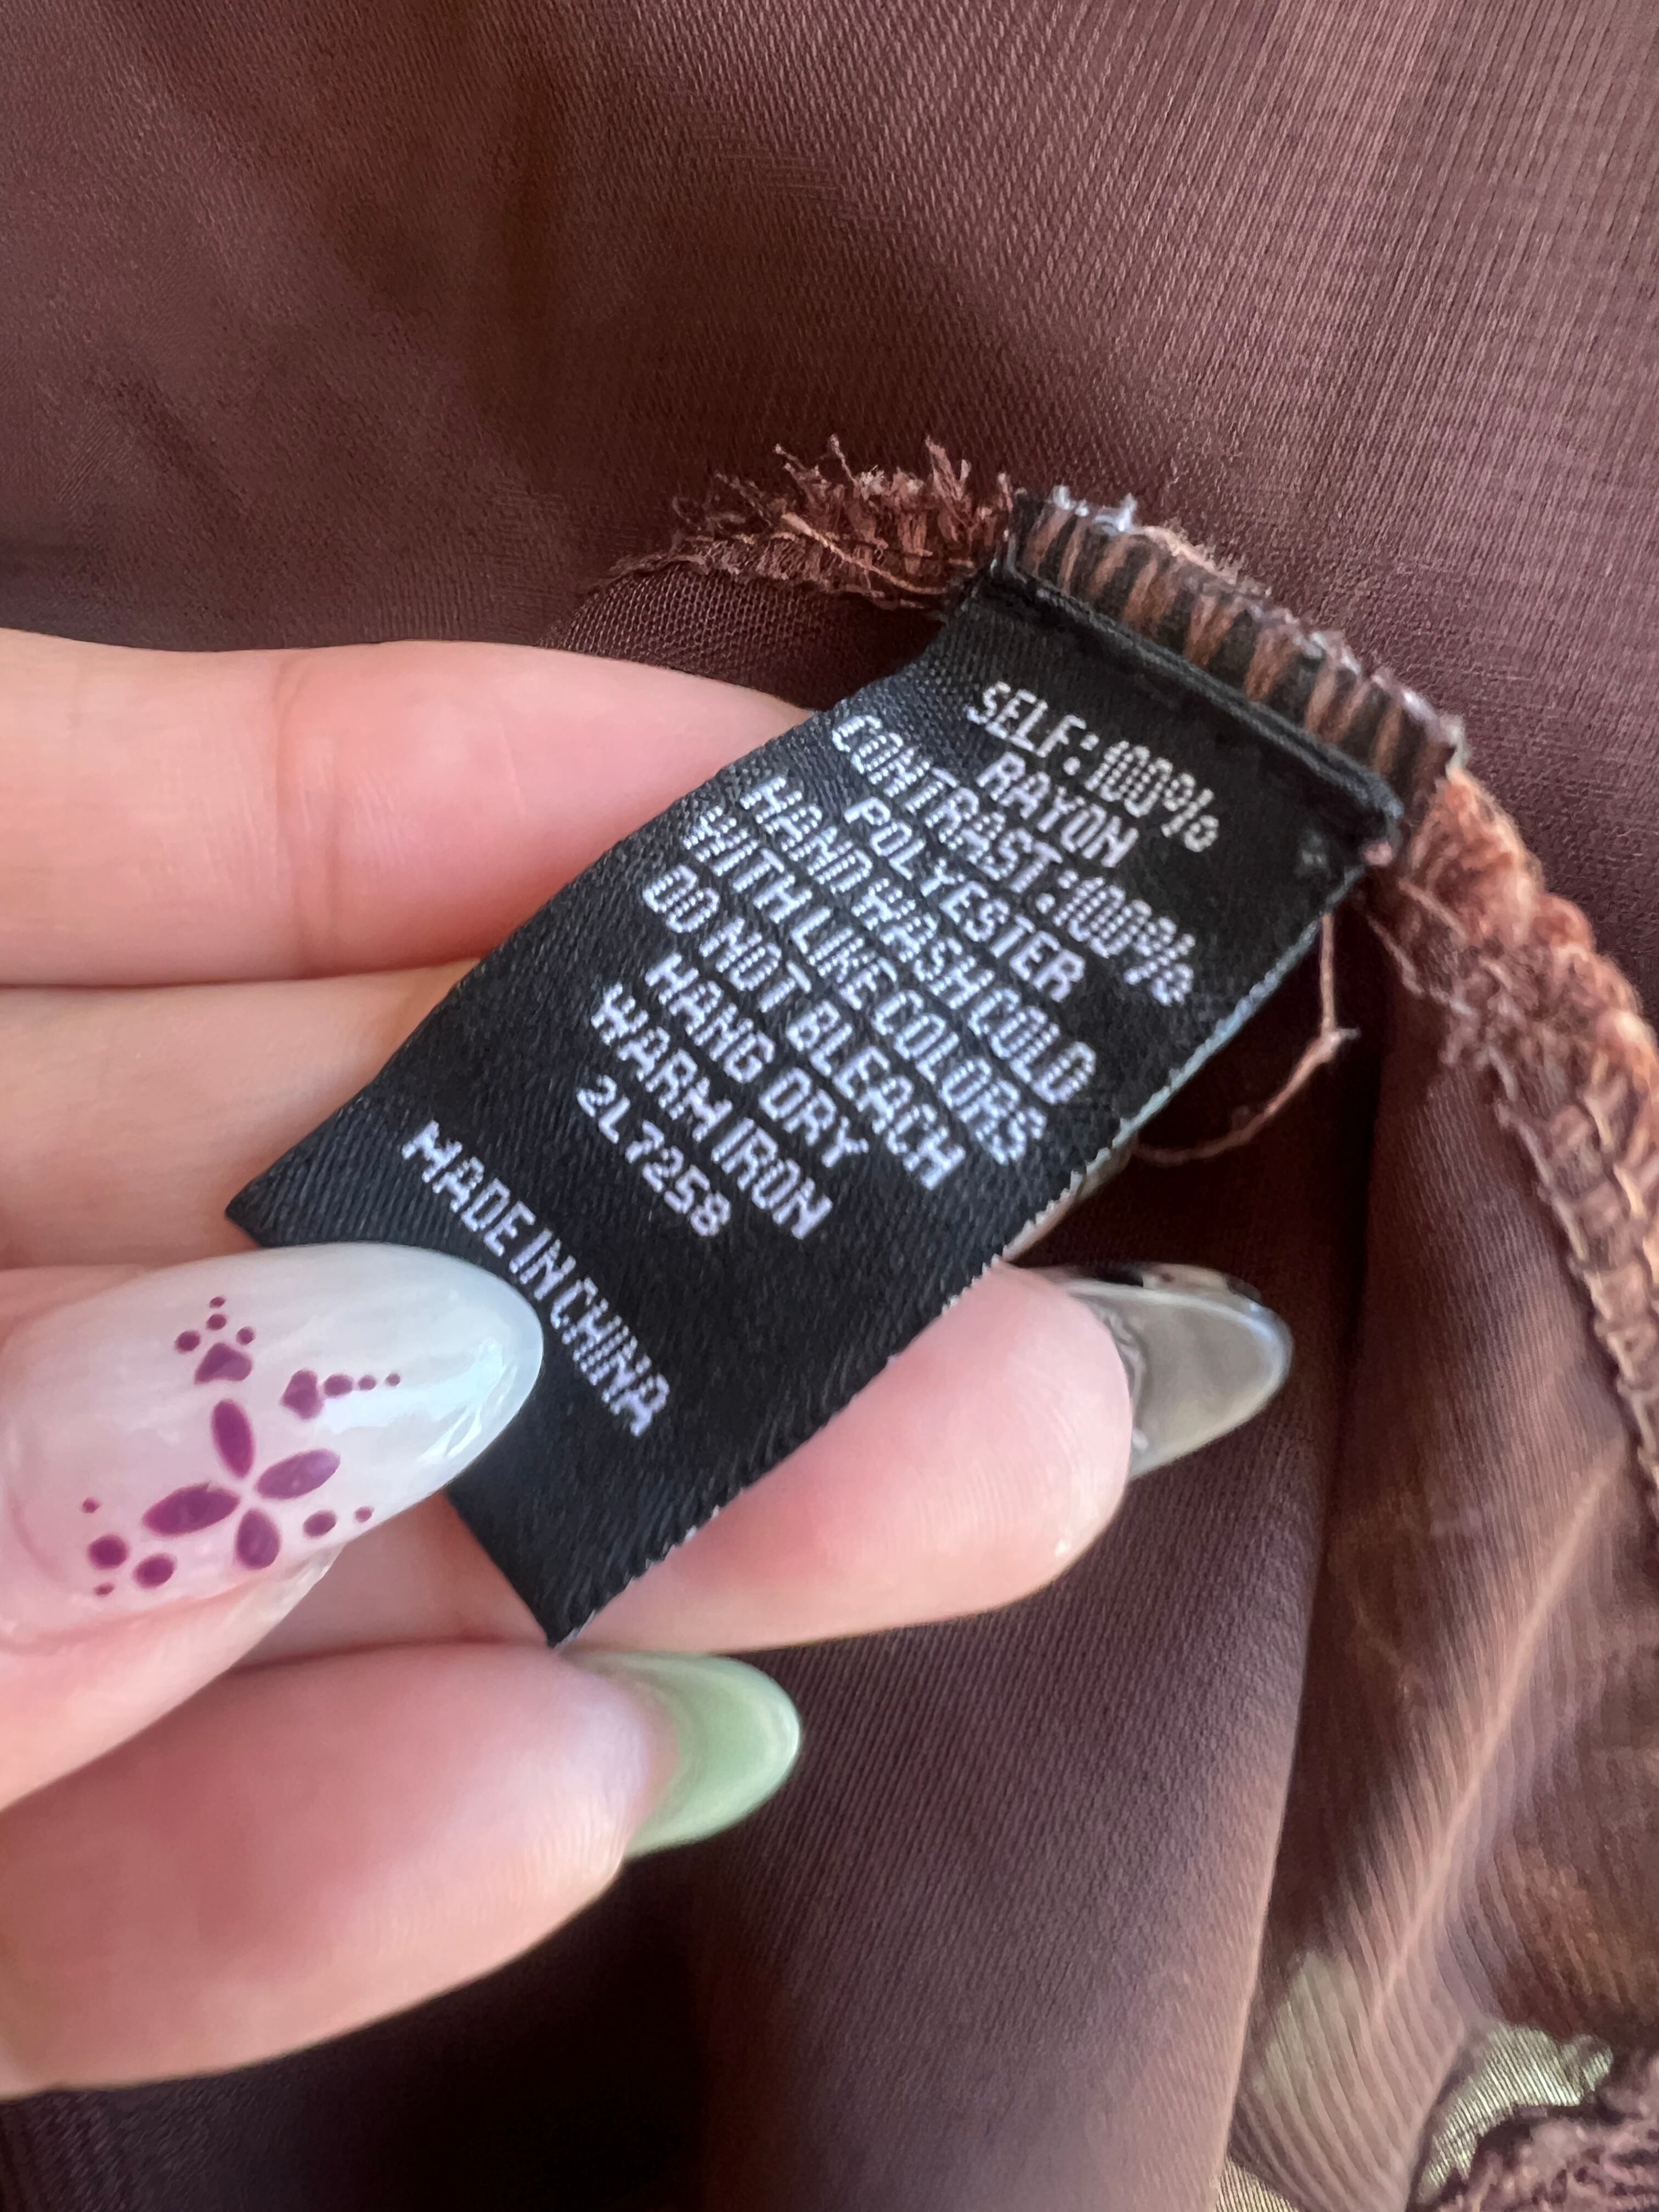 SELF:100%
RAYON
CONTRAST:100%
POLYESTER
HAND WASH COLD
WITH LIKE COLORS
DO NOT BLEACH
HANG DRY
WARM IRON
2L7258
MADE IN CHINA